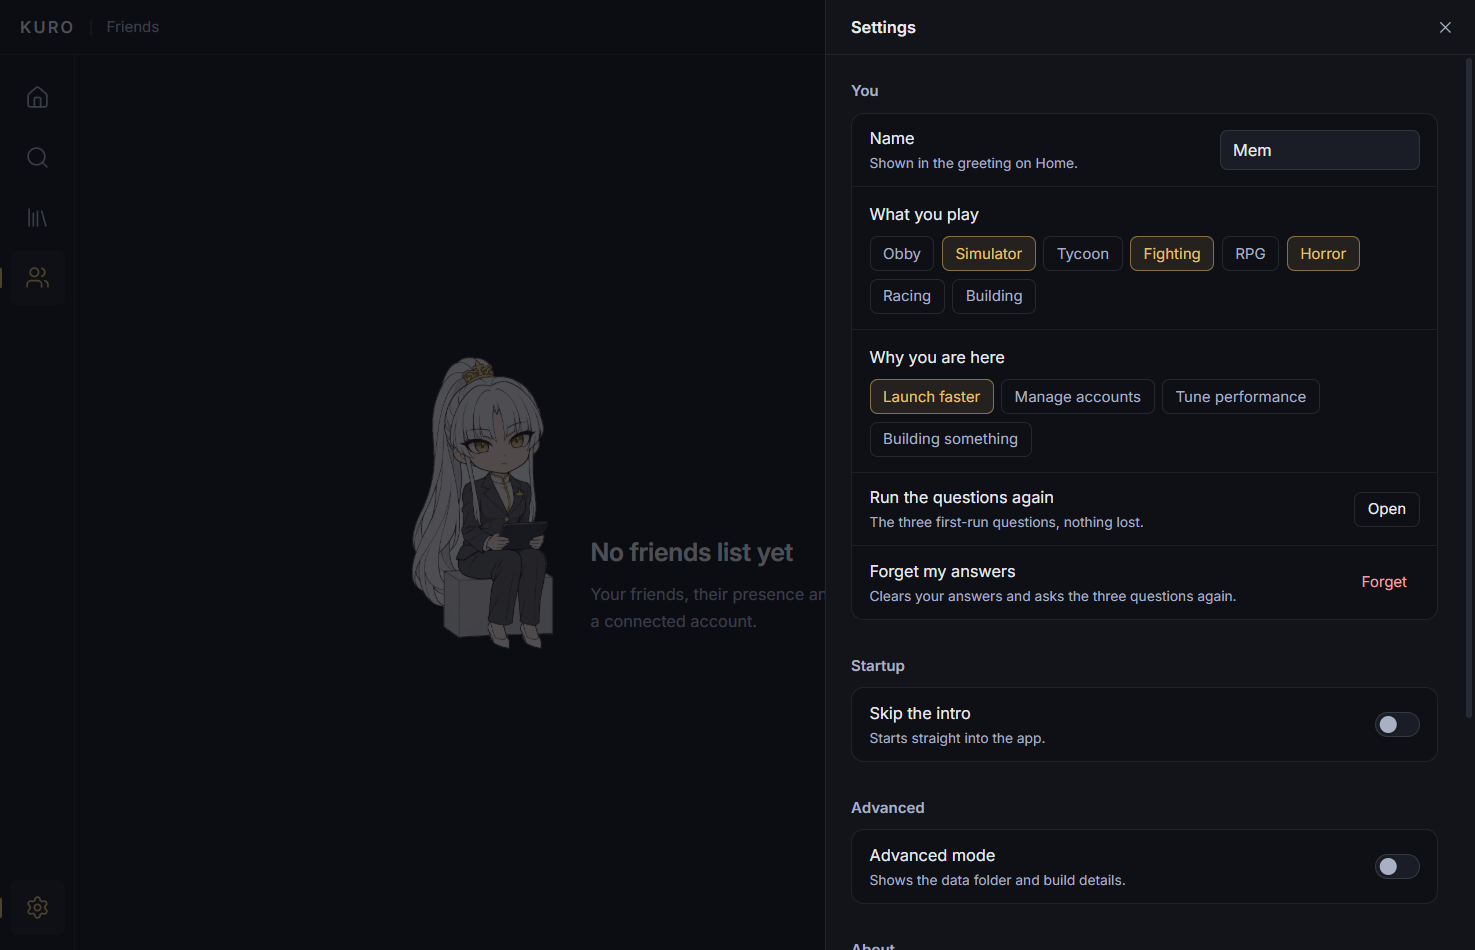 KURO
Friends
Settings
You
Name
Shown in the greeting on Home.
Mem
What you play
Obby
Simulator
Tycoon
Fighting
RPG
Horror
Racing
Building
Why you are here
Launch faster
Manage accounts
Tune performance
Building something
Run the questions again
The three first-run questions, nothing lost.
Open
Forget my answers
Clears your answers and asks the three questions again.
Forget
No friends list yet
Your friends, their presence an
a connected account.
Startup
Skip the intro
Starts straight into the app.
Advanced
Advanced mode
Shows the data folder and build details.
About